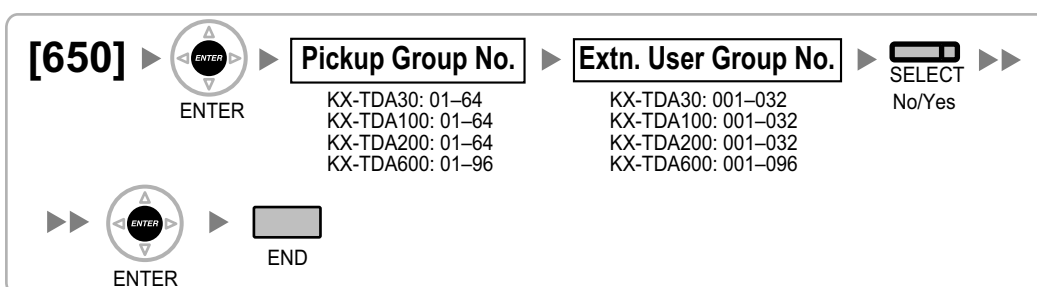 [650] ENTER Pickup Group No. Extn. User Group No. SELECT
ENTER No/Yes
KX-TDA30: 01–64 KX-TDA30: 001–032
KX-TDA100: 01–64 KX-TDA100: 001–032
KX-TDA200: 01–64 KX-TDA200: 001–032
KX-TDA600: 01–96 KX-TDA600: 001–096
ENTER
END
ENTER